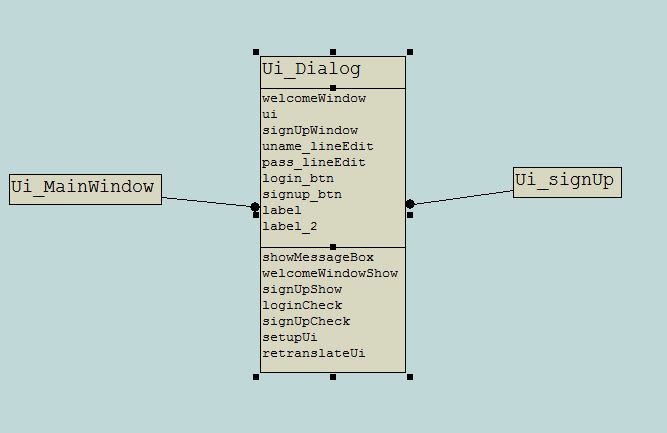 Ui_Dialog
welcomeWindow
ui
signUpWindow
uname_lineEdit
pass_lineEdit
login_btn
signup_btn
label
label_2
showMessageBox
welcomeWindowShow
signUpShow
loginCheck
signUpCheck
setupUi
retranslateUi
Ui_MainWindow
Ui_signUp